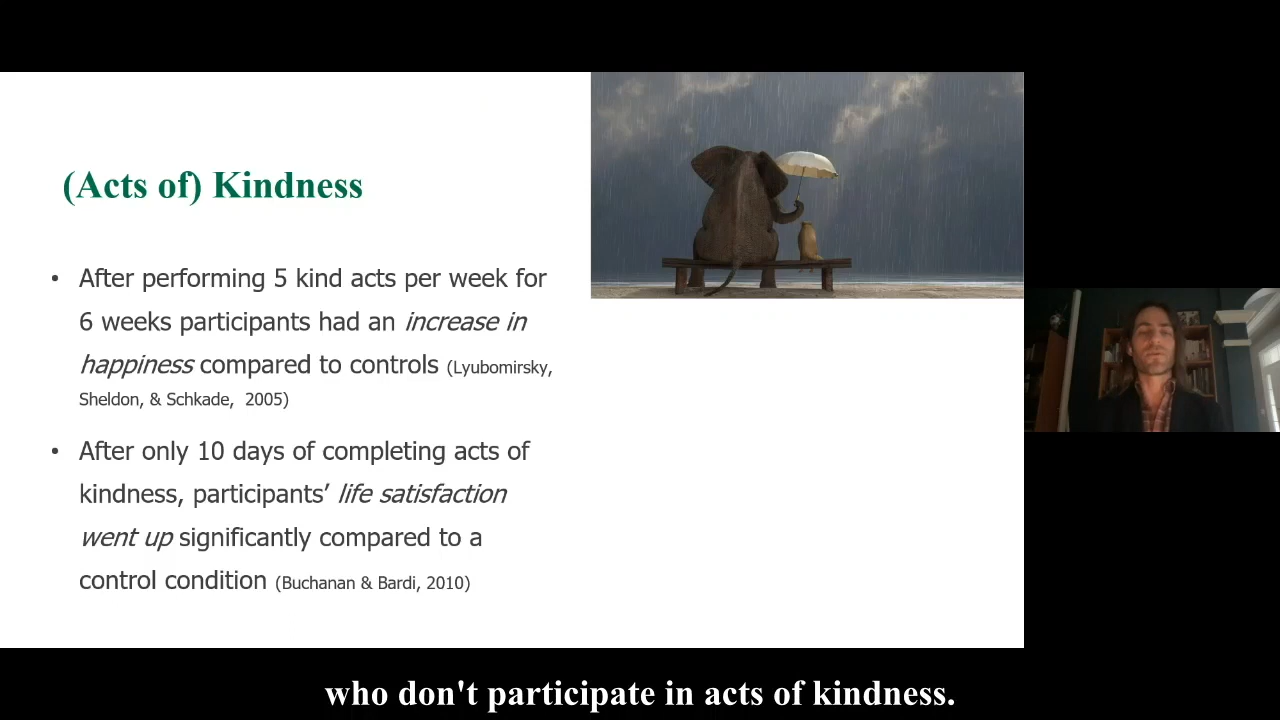 (Acts of) Kindness
• After performing 5 kind acts per week for
6 weeks participants had an increase in
happiness compared to controls (Lyubomirsky,
Sheldon, & Schkade, 2005)
• After only 10 days of completing acts of
kindness, participants’ life satisfaction
went up significantly compared to a
control condition (Buchanan & Bardi, 2010)
who don't participate in acts of kindness.